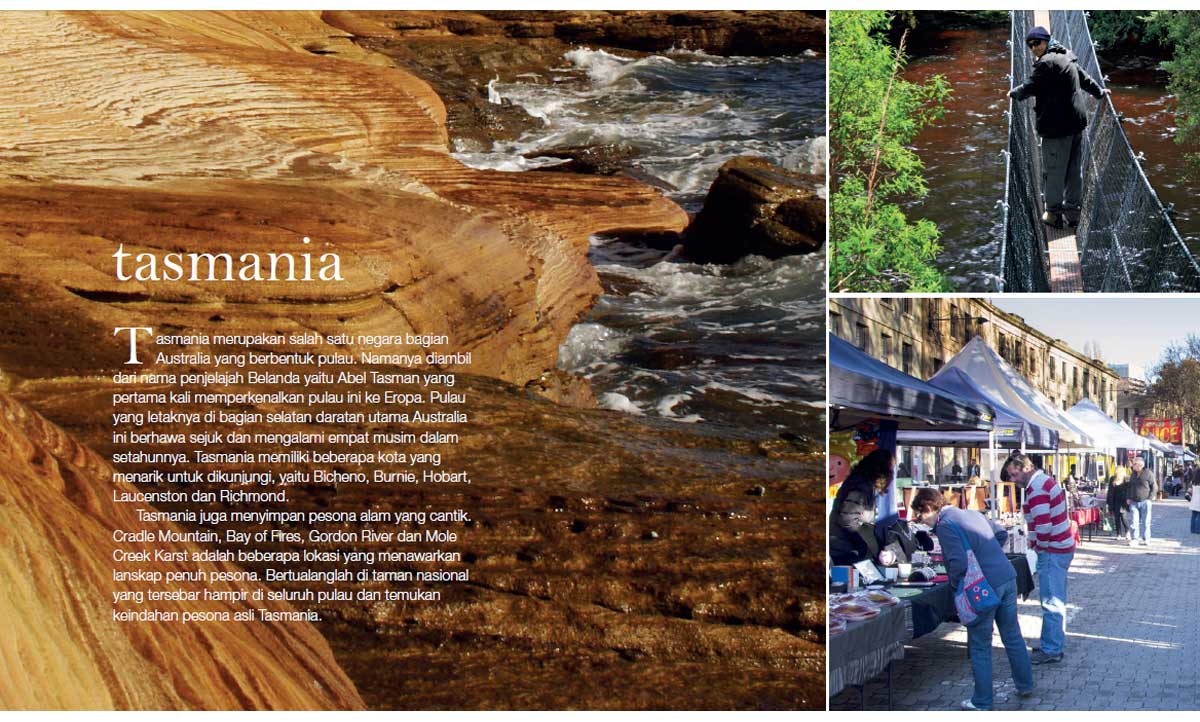 tasmania
Tasmania merupakan salah satu negara bagian
Australia yang berbentuk pulau. Namanya diambil
dari nama penjelajah Belanda yaitu Abel Tasman yang
pertama kali memperkenalkan pulau ini ke Eropa. Pulau
yang letaknya di bagian selatan daratan utama Australia
ini berhawa sejuk dan mengalami empat musim dalam
setahunnya. Tasmania memiliki beberapa kota yang
menarik untuk dikunjungi, yaitu Bicheno, Burnie, Hobart,
Laucenston dan Richmond.
Tasmania juga menyimpan pesona alam yang cantik.
Cradle Mountain, Bay of Fires, Gordon River dan Mole
Creek Karst adalah beberapa lokasi yang menawarkan
lanskap penuh pesona. Bertualanglah di taman nasional
yang tersebar hampir di seluruh pulau dan temukan
keindahan pesona asli Tasmania.